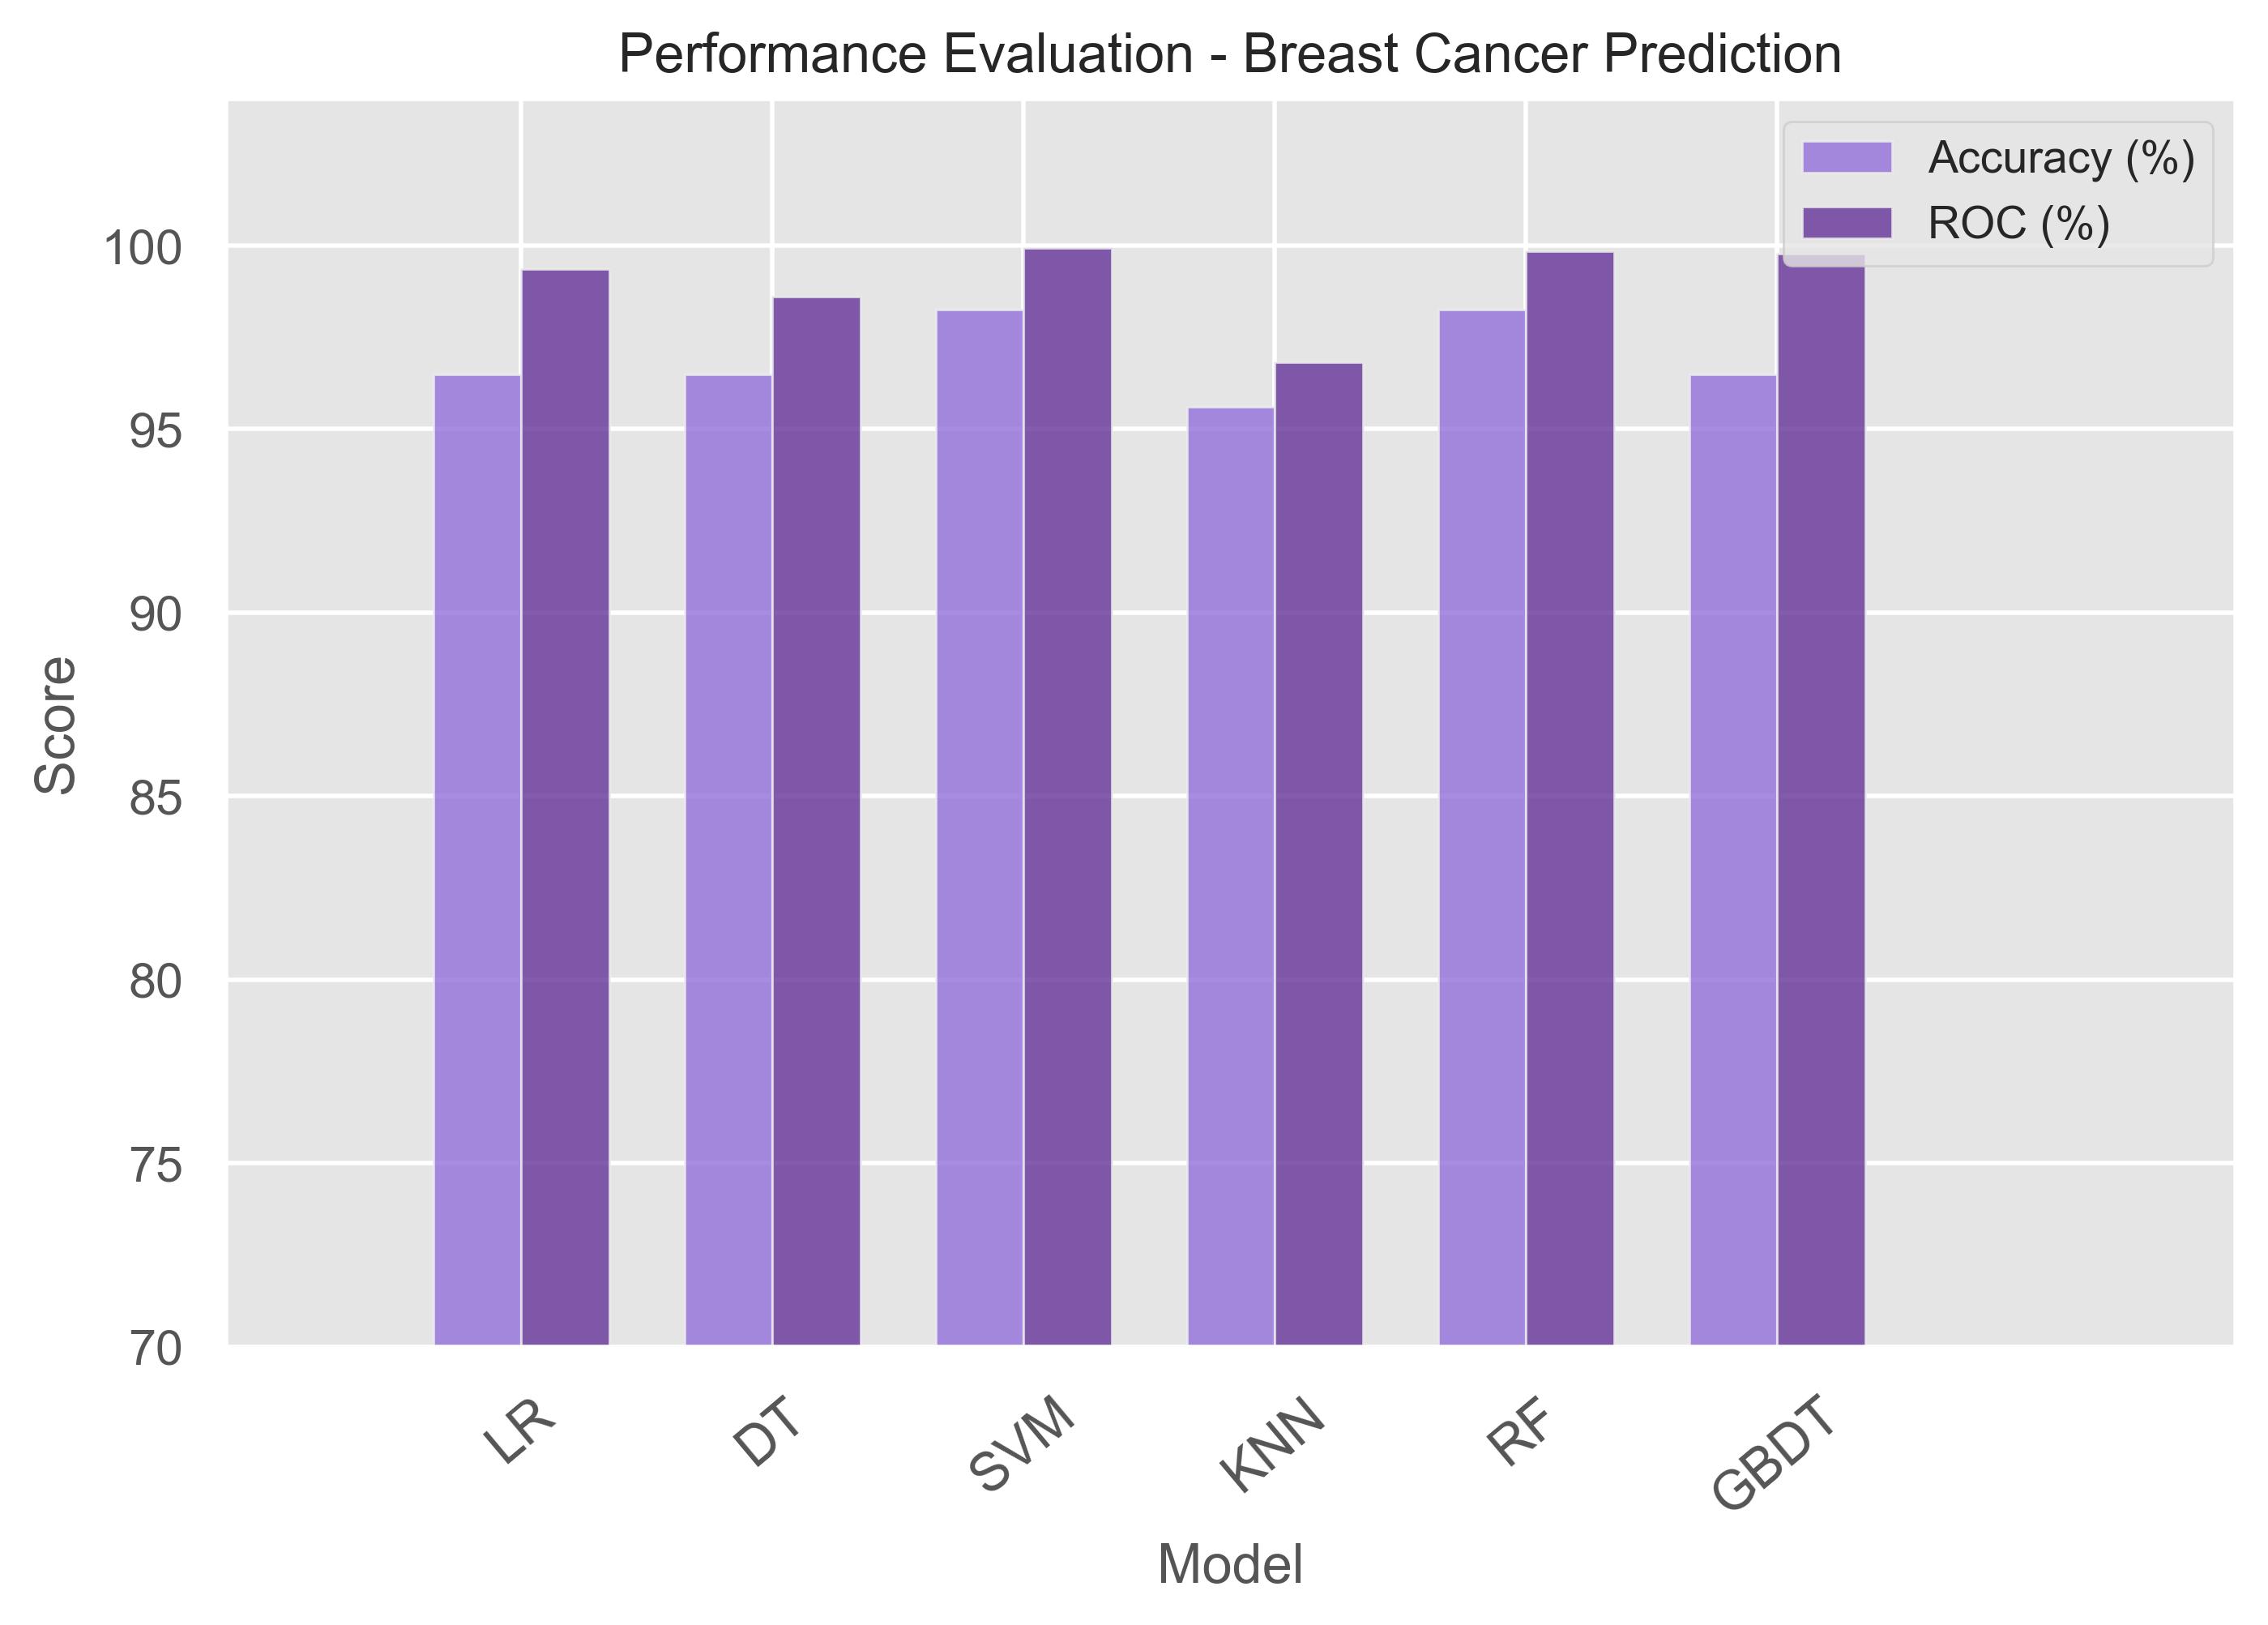 Performance Evaluation - Breast Cancer Prediction
Accuracy (%)
ROC (%)
100
95
90
85
80
75
70
Score
LR
DT
SVM
KNN
RF
GBDT
Model